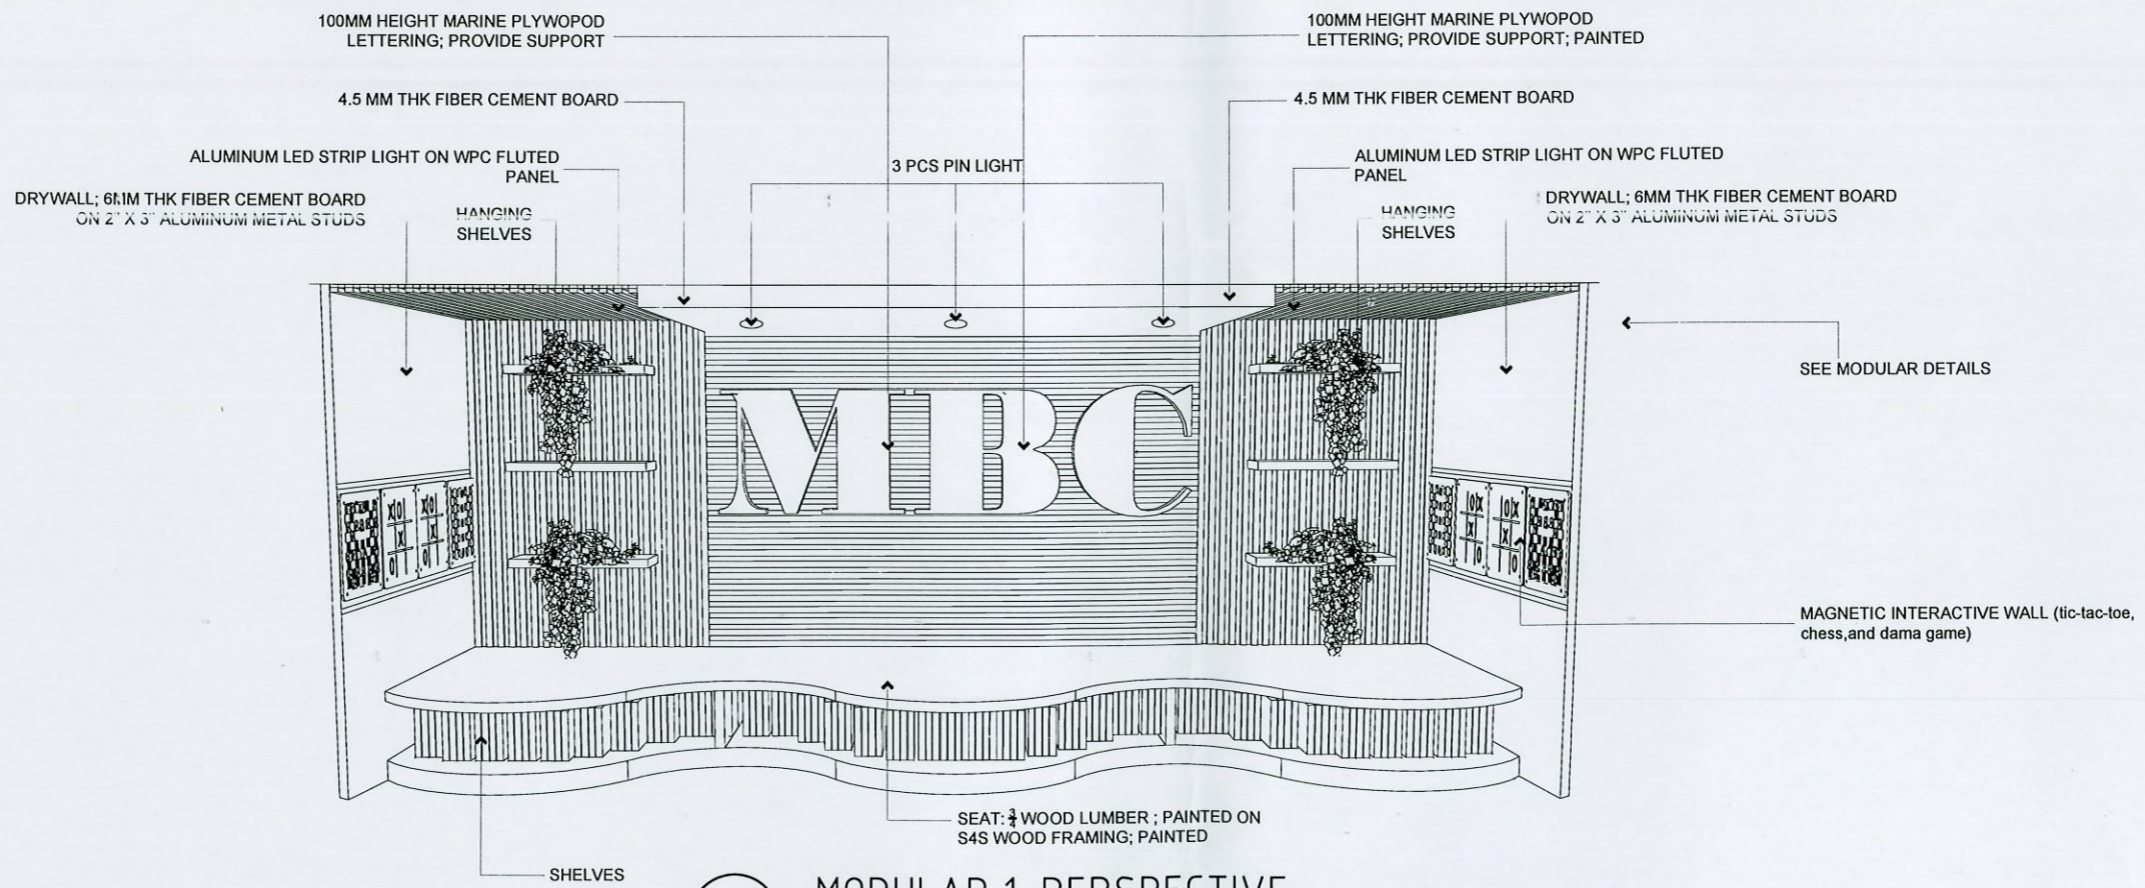 100MM HEIGHT MARINE PLYWOPOD
LETTERING; PROVIDE SUPPORT
100MM HEIGHT MARINE PLYWOPOD
LETTERING; PROVIDE SUPPORT; PAINTED
4.5 MM THK FIBER CEMENT BOARD
4.5 MM THK FIBER CEMENT BOARD
ALUMINUM LED STRIP LIGHT ON WPC FLUTED
PANEL
3 PCS PIN LIGHT
ALUMINUM LED STRIP LIGHT ON WPC FLUTED
PANEL
DRYWALL; 6MM THK FIBER CEMENT BOARD
ON 2" X 3" ALUMINUM METAL STUDS
HANGING
SHELVES
HANGING
SHELVES
DRYWALL; 6MM THK FIBER CEMENT BOARD
ON 2" X 3" ALUMINUM METAL STUDS
SEE MODULAR DETAILS
MBC
MAGNETIC INTERACTIVE WALL (tic-tac-toe,
chess,and dama game)
SEAT: 3/4 WOOD LUMBER ; PAINTED ON
S4S WOOD FRAMING; PAINTED
SHELVES
MODULAR 1-PERSPECTIVE